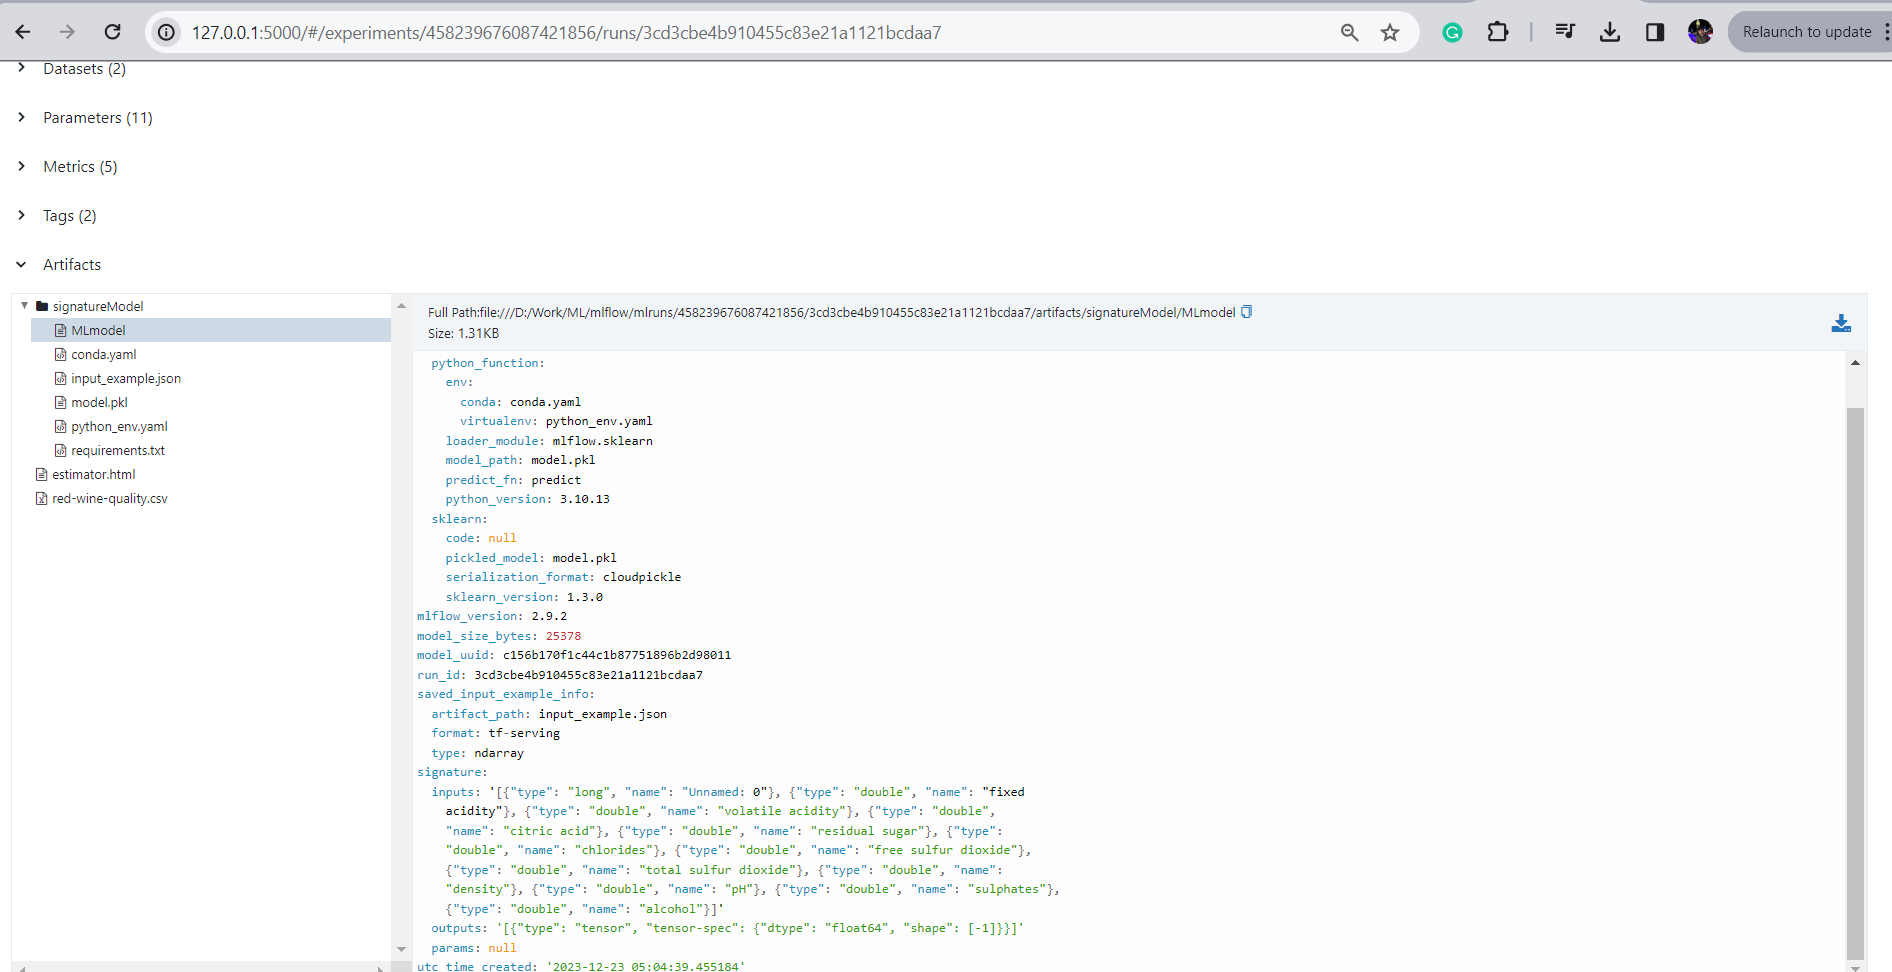 127.0.0.1:5000/#/experiments/458239676087421856/runs/3cd3cbe4b910455c83e21a1121bcdaa7
Relaunch to update
Datasets (2)
Parameters (11)
Metrics (5)
Tags (2)
Artifacts
signatureModel
MLmodel
conda.yaml
input_example.json
model.pkl
python_env.yaml
requirements.txt
estimator.html
red-wine-quality.csv
Full Path:file:///D:/Work/ML/mlflow/mlruns/458239676087421856/3cd3cbe4b910455c83e21a1121bcdaa7/artifacts/signatureModel/MLmodel
Size: 1.31KB
python_function:
env:
conda: conda.yaml
virtualenv: python_env.yaml
loader_module: mlflow.sklearn
model_path: model.pkl
predict_fn: predict
python_version: 3.10.13
sklearn:
code: null
pickled_model: model.pkl
serialization_format: cloudpickle
sklearn_version: 1.3.0
mlflow_version: 2.9.2
model_size_bytes: 25378
model_uuid: c156b170f1c44c1b87751896b2d98011
run_id: 3cd3cbe4b910455c83e21a1121bcdaa7
saved_input_example_info:
artifact_path: input_example.json
format: tf-serving
type: ndarray
signature:
inputs: '[{"type": "long", "name": "Unnamed: 0"}, {"type": "double", "name": "fixed
acidity"}, {"type": "double", "name": "volatile acidity"}, {"type": "double",
"name": "citric acid"}, {"type": "double", "name": "residual sugar"}, {"type":
"double", "name": "chlorides"}, {"type": "double", "name": "free sulfur dioxide"},
{"type": "double", "name": "total sulfur dioxide"}, {"type": "double", "name":
"density"}, {"type": "double", "name": "pH"}, {"type": "double", "name": "sulphates"},
{"type": "double", "name": "alcohol"}]'
outputs: '[{"type": "tensor", "tensor-spec": {"dtype": "float64", "shape": [-1]}}]'
params: null
utc_time_created: '2023-12-23 05:04:39.455184'